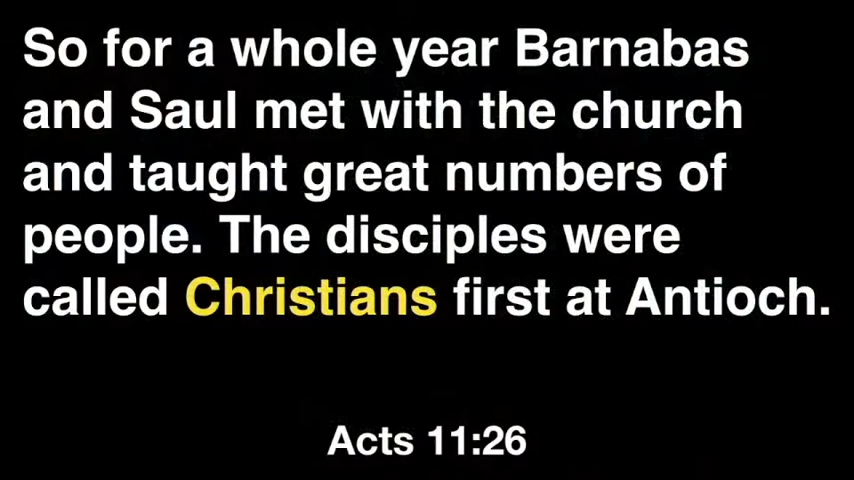 So for a whole year Barnabas
and Saul met with the church
and taught great numbers of
people. The disciples were
called Christians first at Antioch.
Acts 11:26